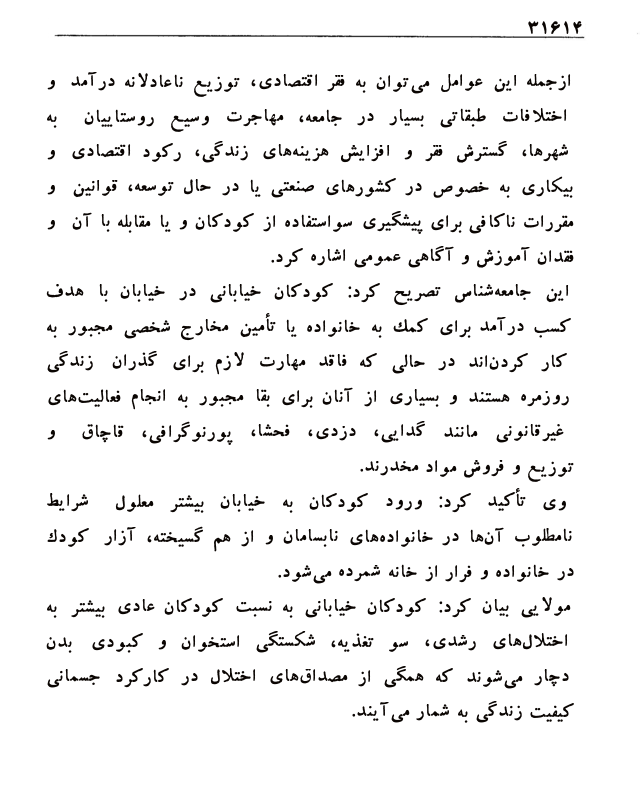 ۳۱۶۱۴
ازجمله این عوامل می‌توان به فقر اقتصادی، توزیع ناعادلانه درآمد و
اختلافات طبقاتی بسیار در جامعه، مهاجرت وسیع روستاییان به
شهرها، گسترش فقر و افزایش هزینه‌های زندگی، رکود اقتصادی و
بیکاری به خصوص در کشورهای صنعتی یا در حال توسعه، قوانین و
مقررات ناکافی برای پیشگیری سواستفاده از کودکان و یا مقابله با آن و
فقدان آموزش و آگاهی عمومی اشاره کرد.
این جامعه‌شناس تصریح کرد: کودکان خیابانی در خیابان با هدف
کسب درآمد برای کمك به خانواده یا تأمین مخارج شخصی مجبور به
کار کردن‌اند در حالی که فاقد مهارت لازم برای گذران زندگی
روزمره هستند و بسیاری از آنان برای بقا مجبور به انجام فعالیت‌های
غیرقانونی مانند گدایی، دزدی، فحشا، پورنوگرافی، قاچاق و
توزیع و فروش مواد مخدرند.
وی تأکید کرد: ورود کودکان به خیابان بیشتر معلول شرایط
نامطلوب آن‌ها در خانواده‌های نابسامان و از هم گسیخته، آزار کودك
در خانواده و فرار از خانه شمرده می‌شود.
مولایی بیان کرد: کودکان خیابانی به نسبت کودکان عادی بیشتر به
اختلال‌های رشدی، سو تغذیه، شکستگی استخوان و کبودی بدن
دچار می‌شوند که همگی از مصداق‌های اختلال در کارکرد جسمانی
کیفیت زندگی به شمار می‌آیند.